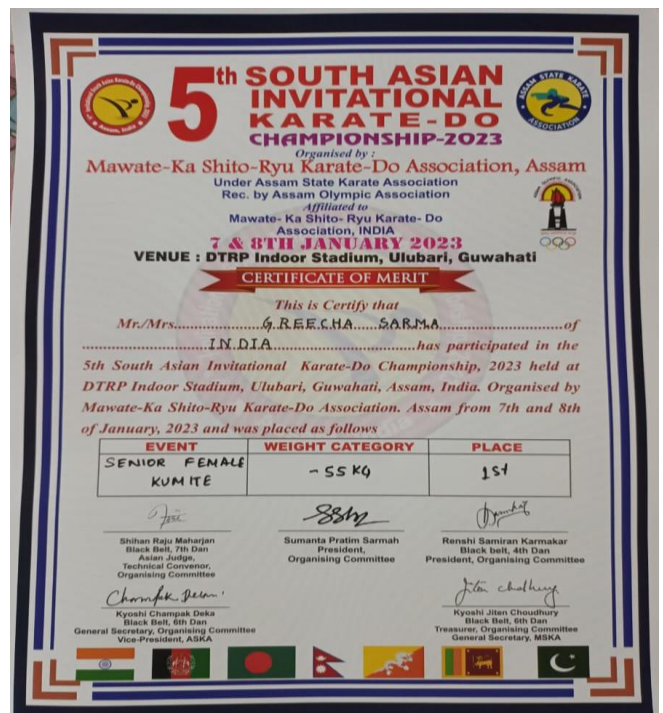 5th SOUTH ASIAN
INVITATIONAL
KARATE-DO
CHAMPIONSHIP-2023
ASSAM STATE KARATE
ASSOCIATION
Organised by :
Mawate-Ka Shito-Ryu Karate-Do Association, Assam
Under Assam State Karate Association
Rec. by Assam Olympic Association
Affiliated to
Mawate- Ka Shito- Ryu Karate- Do
Association, INDIA
7 & 8TH JANUARY 2023
VENUE : DTRP Indoor Stadium, Ulubari, Guwahati
CERTIFICATE OF MERIT
This is Certify that
Mr./Mrs. GREECHA SARMA of
INDIA has participated in the
5th South Asian Invitational Karate-Do Championship, 2023 held at
DTRP Indoor Stadium, Ulubari, Guwahati, Assam, India. Organised by
Mawate-Ka Shito-Ryu Karate-Do Association. Assam from 7th and 8th
of January, 2023 and was placed as follows
EVENT WEIGHT CATEGORY PLACE
SENIOR FEMALE
KUMITE -55 KG 1st
Shihan Raju Maharjan
Black Belt, 7th Dan
Asian Judge,
Technical Convenor,
Organising Committee
Sumanta Pratim Sarmah
President,
Organising Committee
Renshi Samiran Karmakar
Black belt, 4th Dan
President, Organising Committee
Champak Deka
Kyoshi Champak Deka
Black Belt, 6th Dan
General Secretary, Organising Committee
Vice-President, ASKA
Jiten Choudhury
Kyoshi Jiten Choudhury
Black Belt, 6th Dan
Treasurer, Organising Committee
General Secretary, MSKA